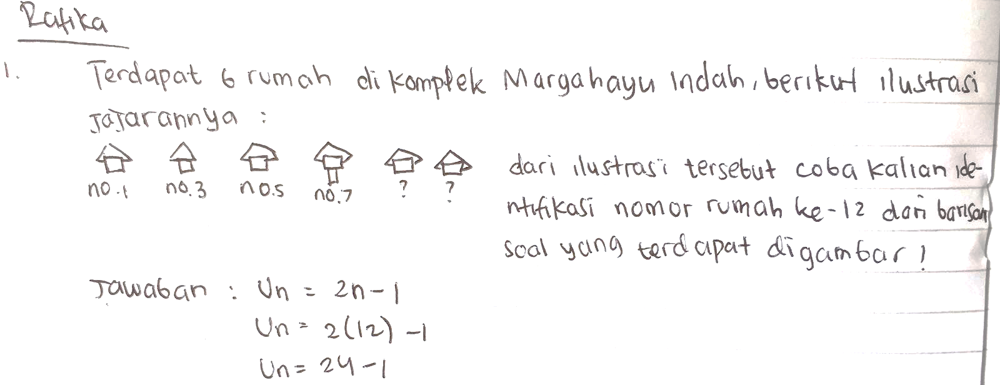 Rafika
1. Terdapat 6 rumah di komplek Margahayu Indah, berikut ilustrasi
jajarannya :
no.1 no.3 no.5 no.7 ? ?
dari ilustrasi tersebut coba kalian ide-
ntifikasi nomor rumah ke-12 dari barisan
soal yang terdapat digambar!
Jawaban : Un = 2n-1
Un = 2(12) -1
Un = 24-1